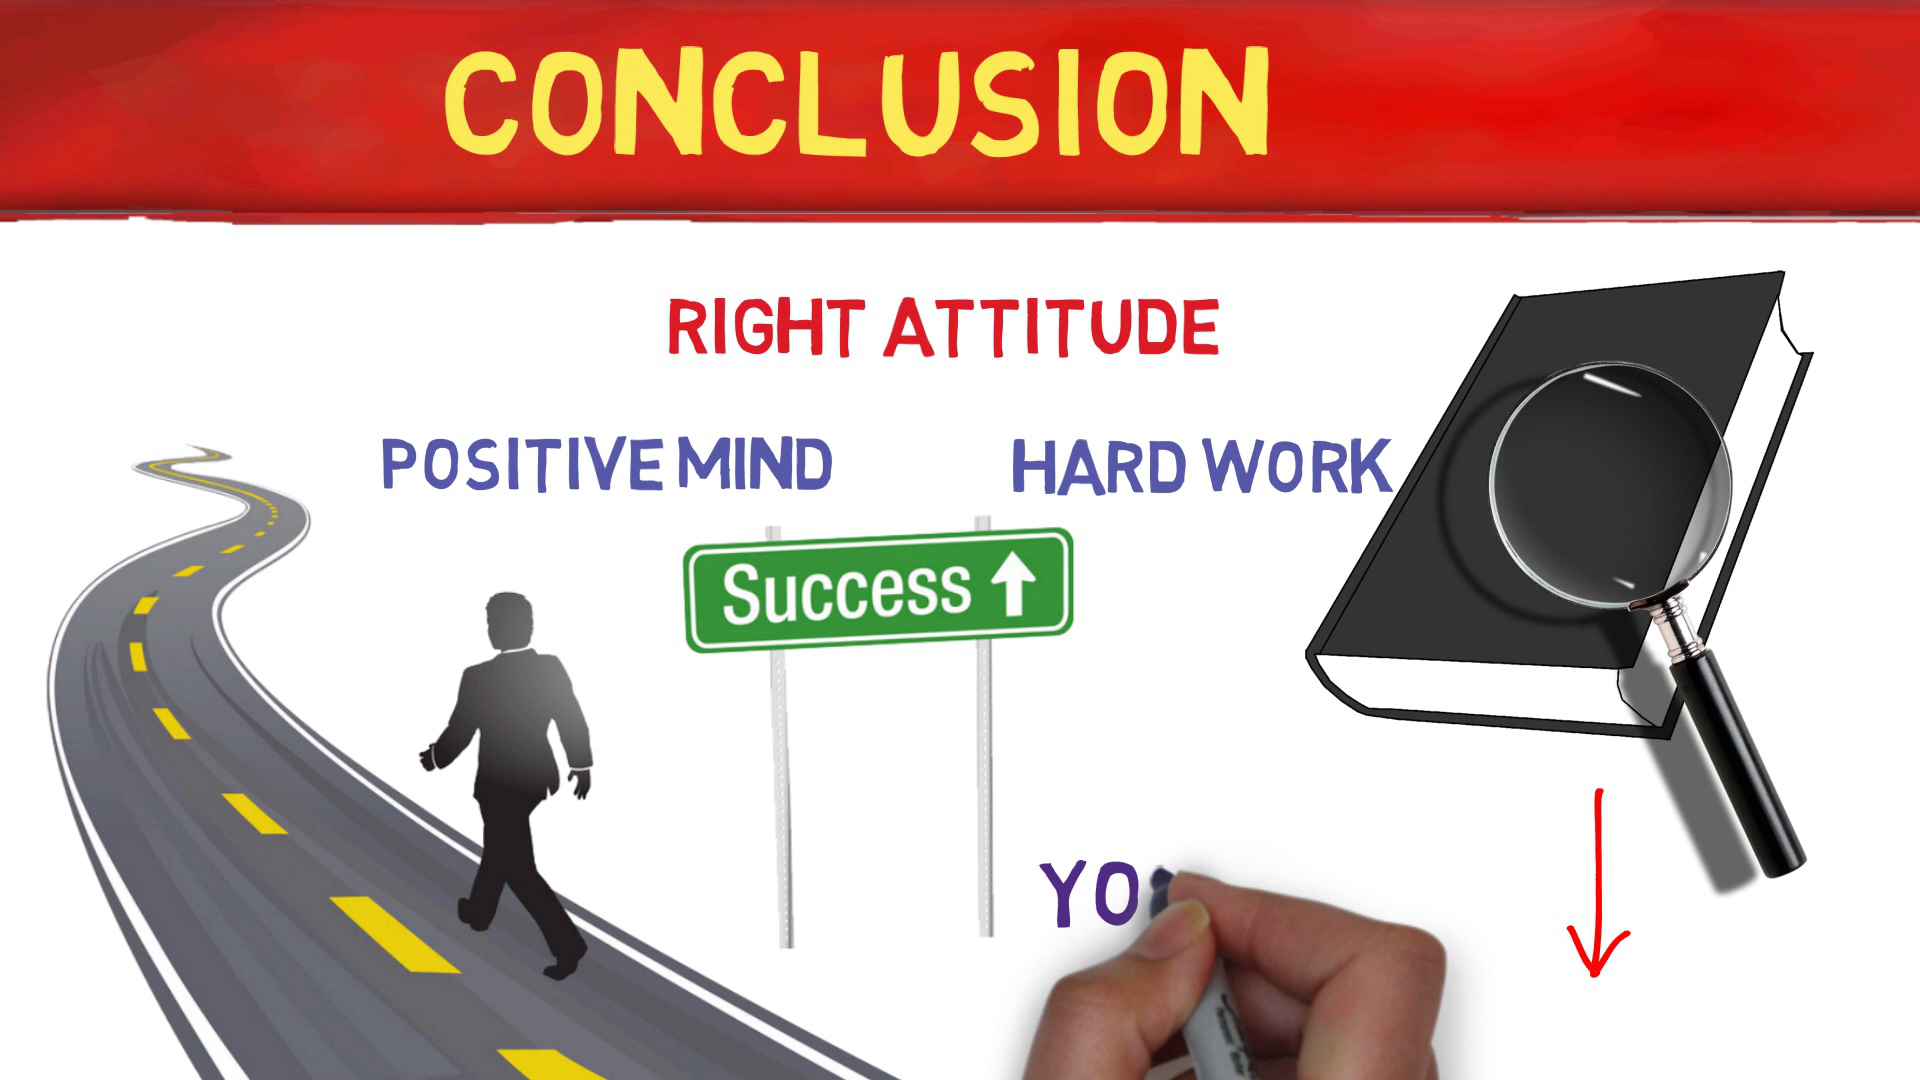 CONCLUSION
RIGHT ATTITUDE
POSITIVE MIND HARD WORK
Success
YO